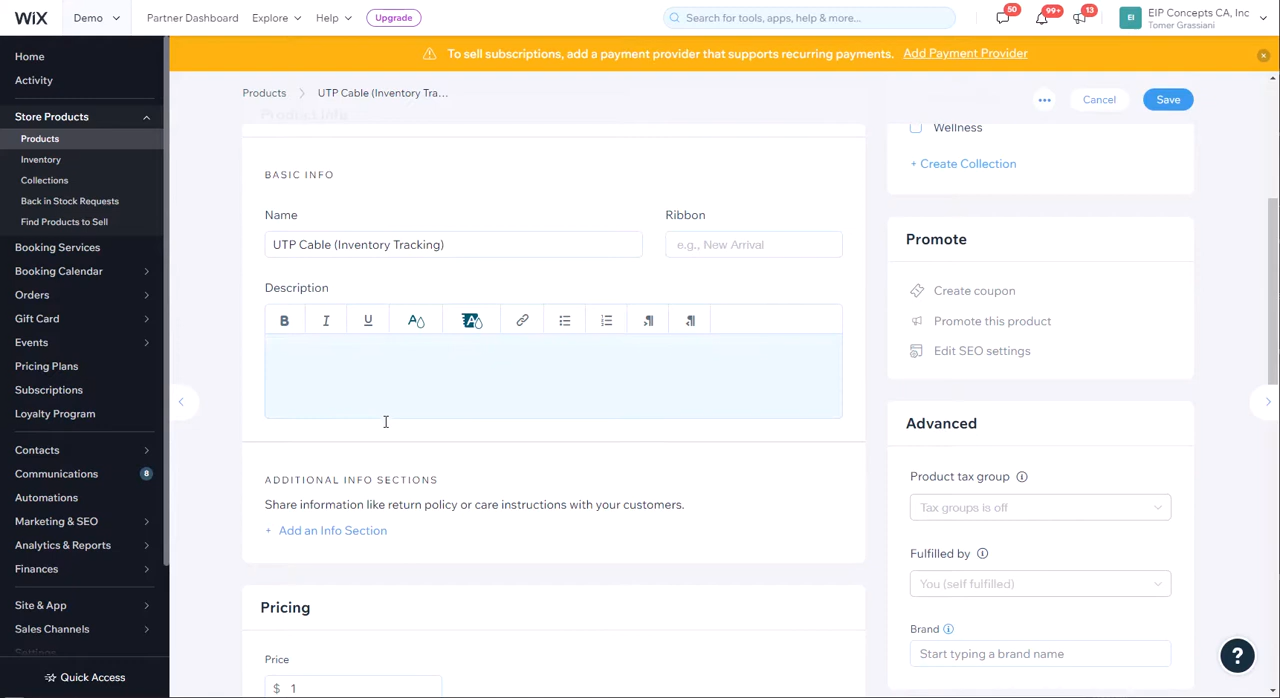 WiX
Demo
Partner Dashboard
Explore
Help
Upgrade
Search for tools, apps, help & more...
50
99+
13
EI
EIP Concepts CA, Inc
Tomer Grassiani
To sell subscriptions, add a payment provider that supports recurring payments. Add Payment Provider
Home
Activity
Store Products
Products
Inventory
Collections
Back in Stock Requests
Find Products to Sell
Booking Services
Booking Calendar
Orders
Gift Card
Events
Pricing Plans
Subscriptions
Loyalty Program
Contacts
Communications 8
Automations
Marketing & SEO
Analytics & Reports
Finances
Site & App
Sales Channels
Settings
Quick Access
Products
UTP Cable (Inventory Tra...
Cancel
Save
Product Info
BASIC INFO
Name
UTP Cable (Inventory Tracking)
Ribbon
e.g., New Arrival
Description
B I U A A
ADDITIONAL INFO SECTIONS
Share information like return policy or care instructions with your customers.
+ Add an Info Section
Pricing
Price
$ 1
Wellness
+ Create Collection
Promote
Create coupon
Promote this product
Edit SEO settings
Advanced
Product tax group
Tax groups is off
Fulfilled by
You (self fulfilled)
Brand
Start typing a brand name
?